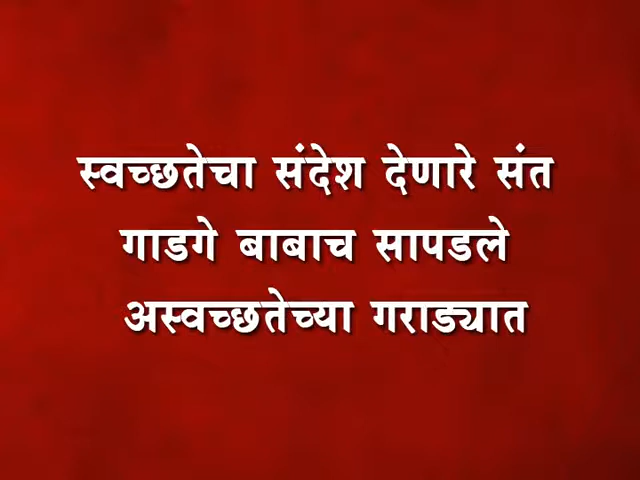 स्वच्छतेचा संदेश देणारे संत
गाडगे बाबाच सापडले
अस्वच्छतेच्या गराड्यात